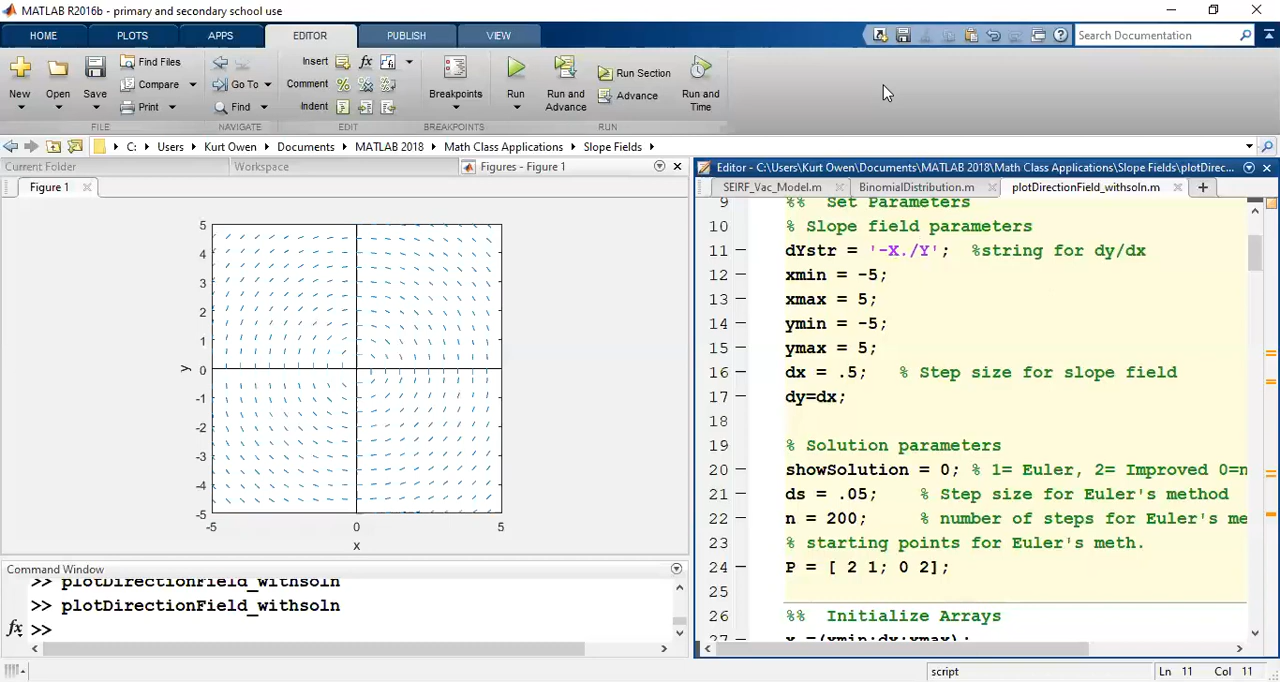 MATLAB R2016b - primary and secondary school use
HOME PLOTS APPS EDITOR PUBLISH VIEW Search Documentation
New Open Save Find Files Compare Print
FILE
Go To Find
NAVIGATE
Insert fx
Comment %
Indent
EDIT
Breakpoints
BREAKPOINTS
Run Run and Advance Run Section Advance Run and Time
RUN
C: Users Kurt Owen Documents MATLAB 2018 Math Class Applications Slope Fields
Current Folder Workspace Figures - Figure 1
Figure 1
5
4
3
2
1
0
-1
-2
-3
-4
-5
y
-5 0 5
x
Command Window
>> plotDirectionField_withsoln
>> plotDirectionField_withsoln
fx >>
Editor - C:\Users\Kurt Owen\Documents\MATLAB 2018\Math Class Applications\Slope Fields\plotDirec...
SEIRF_Vac_Model.m BinomialDistribution.m plotDirectionField_withsoln.m +
9 %% Set Parameters
10 % Slope field parameters
11 dYstr = '-X./Y'; %string for dy/dx
12 xmin = -5;
13 xmax = 5;
14 ymin = -5;
15 ymax = 5;
16 dx = .5; % Step size for slope field
17 dy=dx;
18
19 % Solution parameters
20 showSolution = 0; % 1= Euler, 2= Improved 0=n
21 ds = .05; % Step size for Euler's method
22 n = 200; % number of steps for Euler's me
23 % starting points for Euler's meth.
24 P = [ 2 1; 0 2];
25
26 %% Initialize Arrays
27 x =(xmin:dx:xmax);
script Ln 11 Col 11